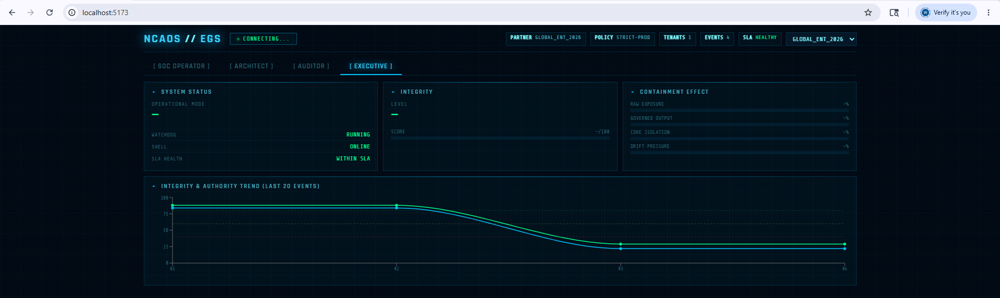 localhost:5173
Verify it's you
NCAOS // EGS
CONNECTING...
PARTNER GLOBAL_ENT_2026
POLICY STRICT-PROD
TENANTS 1
EVENTS 4
SLA HEALTHY
GLOBAL_ENT_2026
[ SOC OPERATOR ]
[ ARCHITECT ]
[ AUDITOR ]
[ EXECUTIVE ]
► SYSTEM STATUS
OPERATIONAL MODE
—
WATCHDOG RUNNING
SHELL ONLINE
SLA HEALTH WITHIN SLA
► INTEGRITY
LEVEL
—
SCORE —/100
► CONTAINMENT EFFECT
RAW EXPOSURE —%
GOVERNED OUTPUT —%
CORE ISOLATION —%
DRIFT PRESSURE —%
► INTEGRITY & AUTHORITY TREND (LAST 20 EVENTS)
100
75
50
25
0
#1 #2 #3 #4